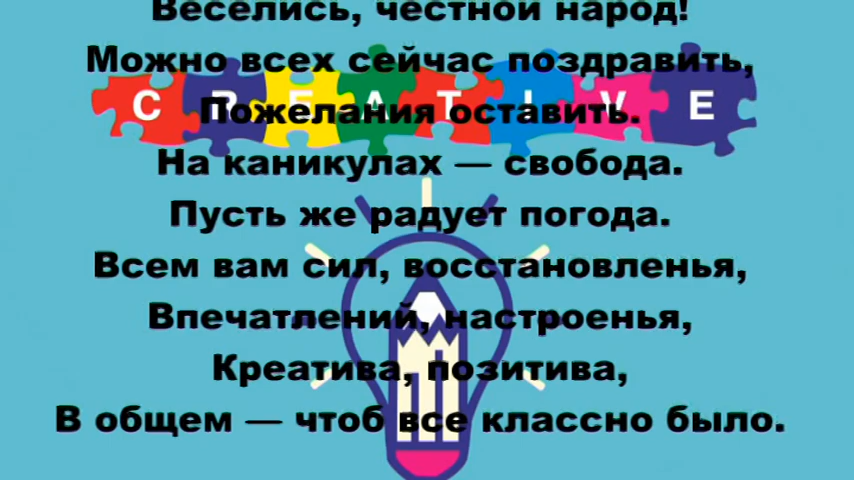 Веселись, честной народ!
Можно всех сейчас поздравить,
CREATIVE
Пожелания оставить.
На каникулах — свобода.
Пусть же радует погода.
Всем вам сил, восстановленья,
Впечатлений, настроенья,
Креатива, позитива,
В общем — чтоб все классно было.